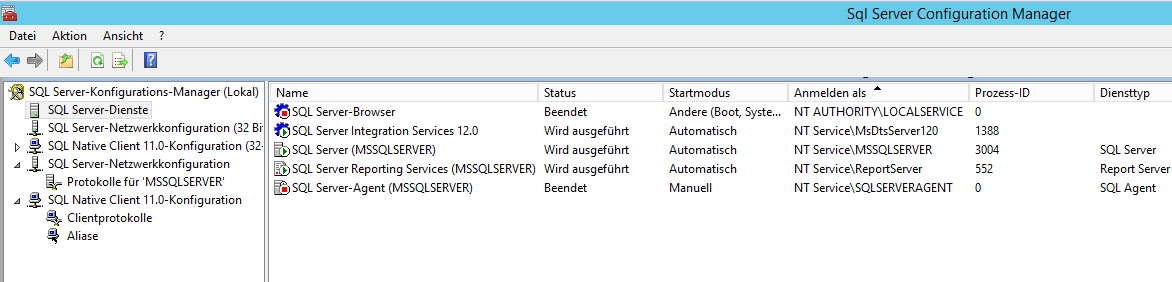 Sql Server Configuration Manager
Datei Aktion Ansicht ?
SQL Server-Konfigurations-Manager (Lokal)
SQL Server-Dienste
SQL Server-Netzwerkkonfiguration (32 Bit
SQL Native Client 11.0-Konfiguration (32-
SQL Server-Netzwerkkonfiguration
Protokolle für 'MSSQLSERVER'
SQL Native Client 11.0-Konfiguration
Clientprotokolle
Aliase
Name Status Startmodus Anmelden als Prozess-ID Diensttyp
SQL Server-Browser Beendet Andere (Boot, Syste... NT AUTHORITY\LOCALSERVICE 0
SQL Server Integration Services 12.0 Wird ausgeführt Automatisch NT Service\MsDtsServer120 1388
SQL Server (MSSQLSERVER) Wird ausgeführt Automatisch NT Service\MSSQLSERVER 3004 SQL Server
SQL Server Reporting Services (MSSQLSERVER) Wird ausgeführt Automatisch NT Service\ReportServer 552 Report Server
SQL Server-Agent (MSSQLSERVER) Beendet Manuell NT Service\SQLSERVERAGENT 0 SQL Agent